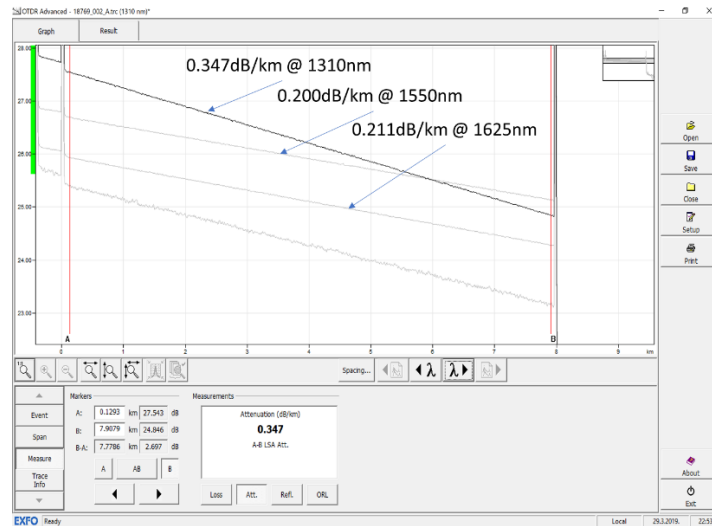 OTDR Advanced - 18769_002_A.trc (1310 nm)*
Graph Result
28.00
27.00
26.00
25.00
24.00
23.00
0.347dB/km @ 1310nm
0.200dB/km @ 1550nm
0.211dB/km @ 1625nm
A B
0 1 2 3 4 5 6 7 8 9 km
Open
Save
Close
Setup
Print
Spacing... λ λ
Event
Span
Measure
Trace
Info
Markers
A: 0.1293 km 27.543 dB
B: 7.9079 km 24.846 dB
B-A: 7.7786 km 2.697 dB
A AB B
Measurements
Attenuation (dB/km)
0.347
A-B LSA Att.
Loss Att. Refl. ORL
About
Exit
EXFO Ready Local 29.3.2019. 22:53